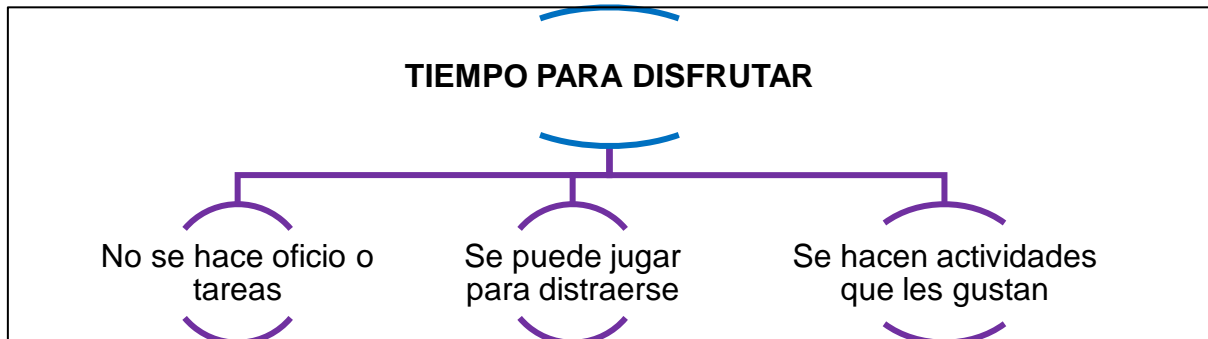 TIEMPO PARA DISFRUTAR
No se hace oficio o
tareas
Se puede jugar
para distraerse
Se hacen actividades
que les gustan